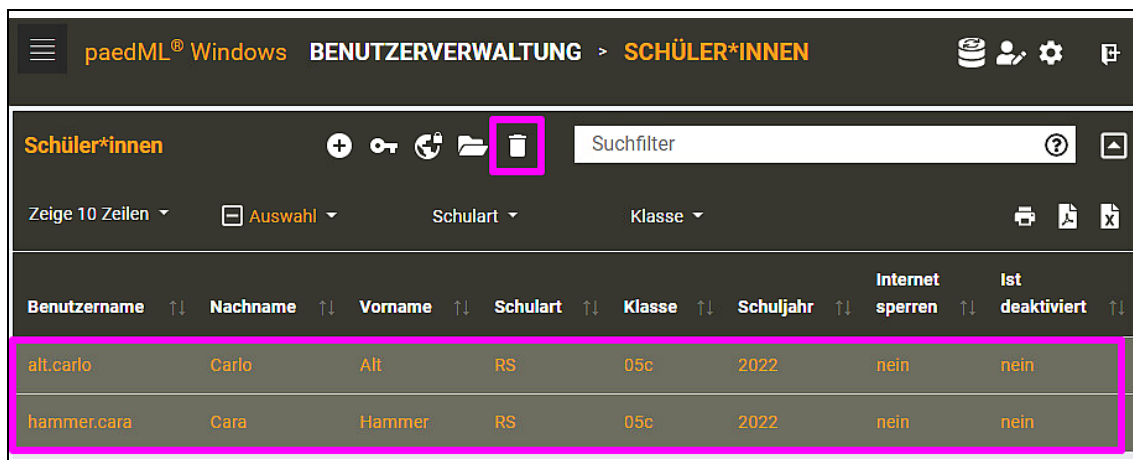 paedML® Windows BENUTZERVERWALTUNG > SCHÜLER*INNEN
Schüler*innen Suchfilter
Zeige 10 Zeilen Auswahl Schulart Klasse
Benutzername Nachname Vorname Schulart Klasse Schuljahr Internet sperren Ist deaktiviert
alt.carlo Carlo Alt RS 05c 2022 nein nein
hammer.cara Cara Hammer RS 05c 2022 nein nein